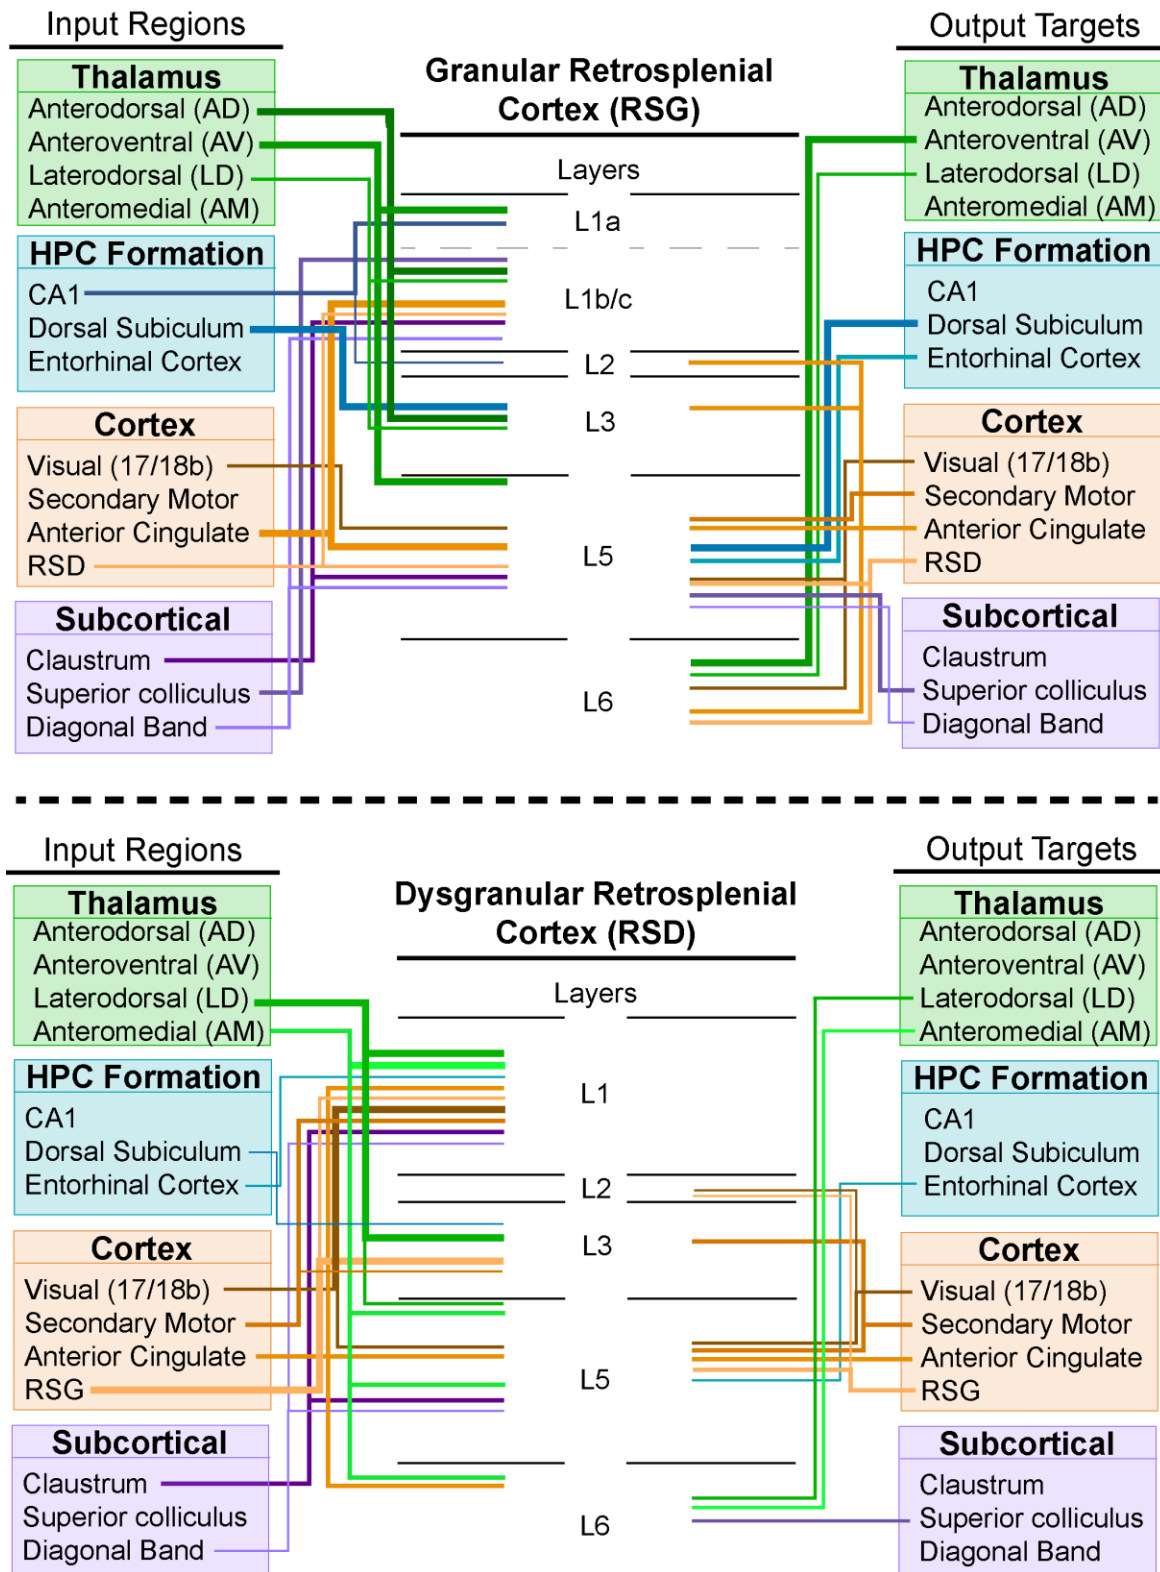 Input Regions
Output Targets
Thalamus
Anterodorsal (AD)
Anteroventral (AV)
Laterodorsal (LD)
Anteromedial (AM)
HPC Formation
CA1
Dorsal Subiculum
Entorhinal Cortex
Cortex
Visual (17/18b)
Secondary Motor
Anterior Cingulate
RSD
Subcortical
Claustrum
Superior colliculus
Diagonal Band
Granular Retrosplenial
Cortex (RSG)
Layers
L1a
L1b/c
L2
L3
L5
L6
Thalamus
Anterodorsal (AD)
Anteroventral (AV)
Laterodorsal (LD)
Anteromedial (AM)
HPC Formation
CA1
Dorsal Subiculum
Entorhinal Cortex
Cortex
Visual (17/18b)
Secondary Motor
Anterior Cingulate
RSD
Subcortical
Claustrum
Superior colliculus
Diagonal Band
Input Regions
Output Targets
Thalamus
Anterodorsal (AD)
Anteroventral (AV)
Laterodorsal (LD)
Anteromedial (AM)
HPC Formation
CA1
Dorsal Subiculum
Entorhinal Cortex
Cortex
Visual (17/18b)
Secondary Motor
Anterior Cingulate
RSG
Subcortical
Claustrum
Superior colliculus
Diagonal Band
Dysgranular Retrosplenial
Cortex (RSD)
Layers
L1
L2
L3
L5
L6
Thalamus
Anterodorsal (AD)
Anteroventral (AV)
Laterodorsal (LD)
Anteromedial (AM)
HPC Formation
CA1
Dorsal Subiculum
Entorhinal Cortex
Cortex
Visual (17/18b)
Secondary Motor
Anterior Cingulate
RSG
Subcortical
Claustrum
Superior colliculus
Diagonal Band